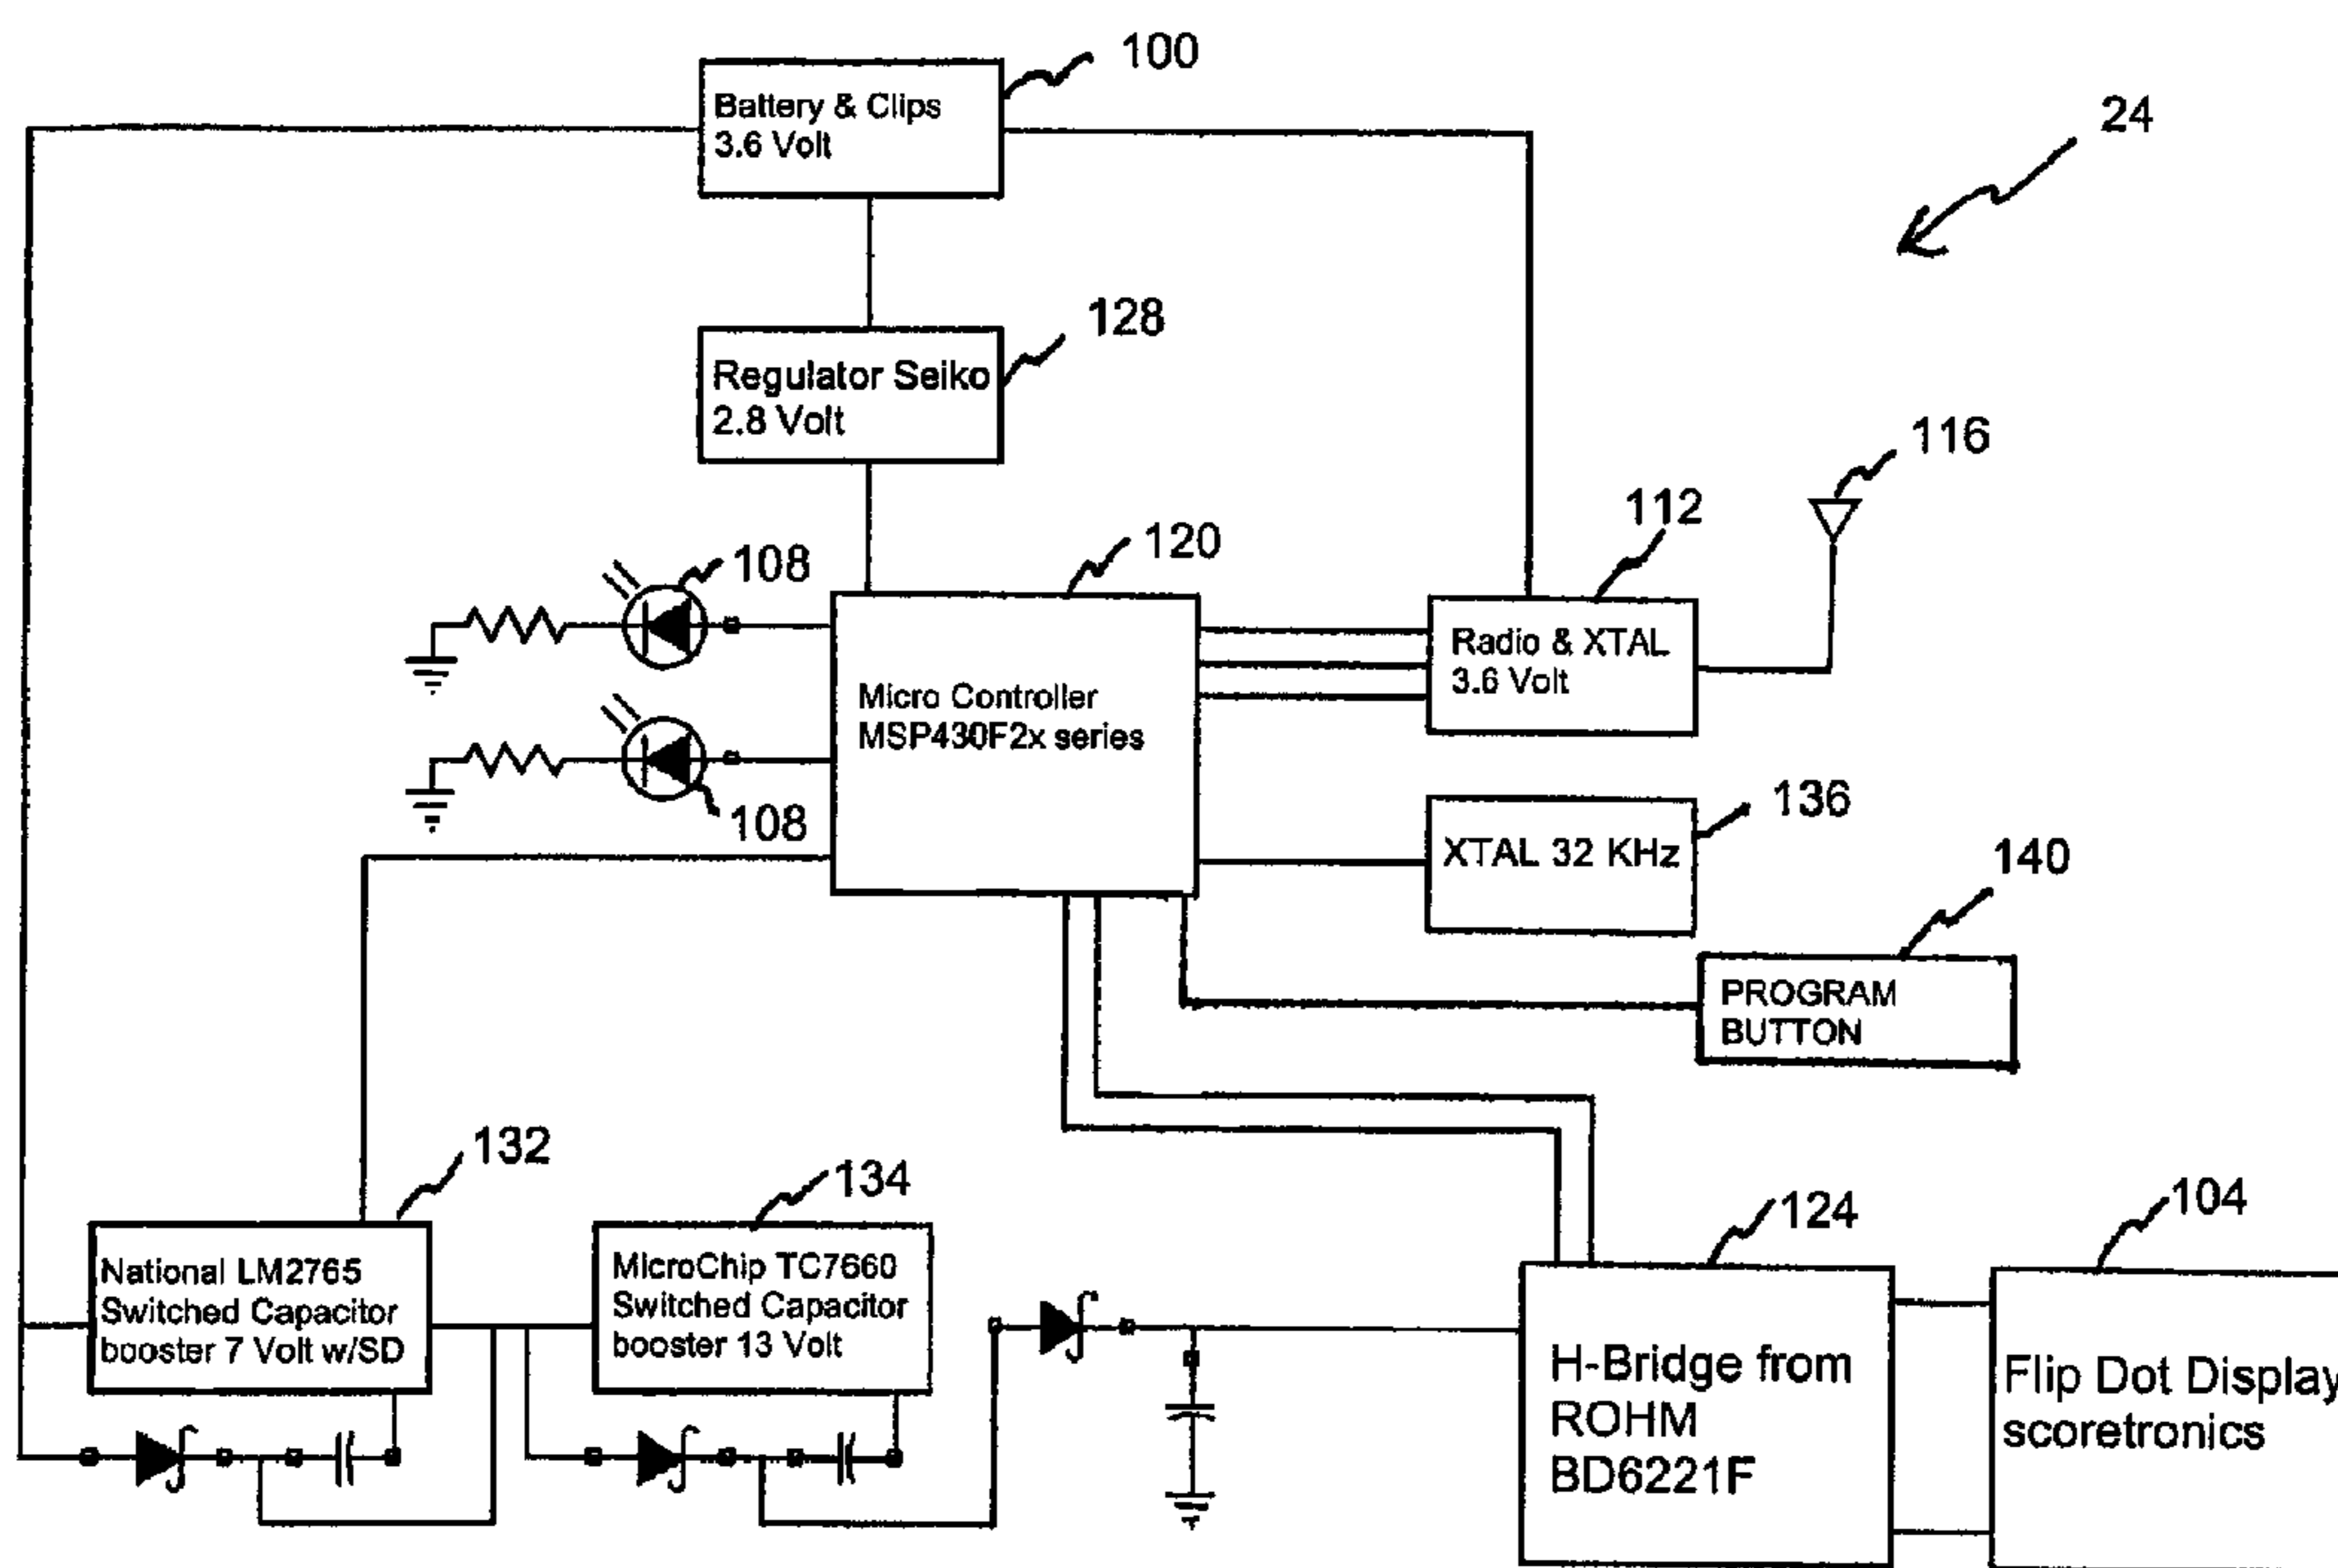 100
Battery & Clips
3.6 Volt
24
128
Regulator Seiko
2.8 Volt
116
112
120
108
Radio & XTAL
3.6 Volt
Micro Controller
MSP430F2x series
108
136
XTAL 32 KHz
140
PROGRAM
BUTTON
132
134
124
104
National LM2765
Switched Capacitor
booster 7 Volt w/SD
MicroChip TC7660
Switched Capacitor
booster 13 Volt
H-Bridge from
ROHM
BD6221F
Flip Dot Display
scoretronics